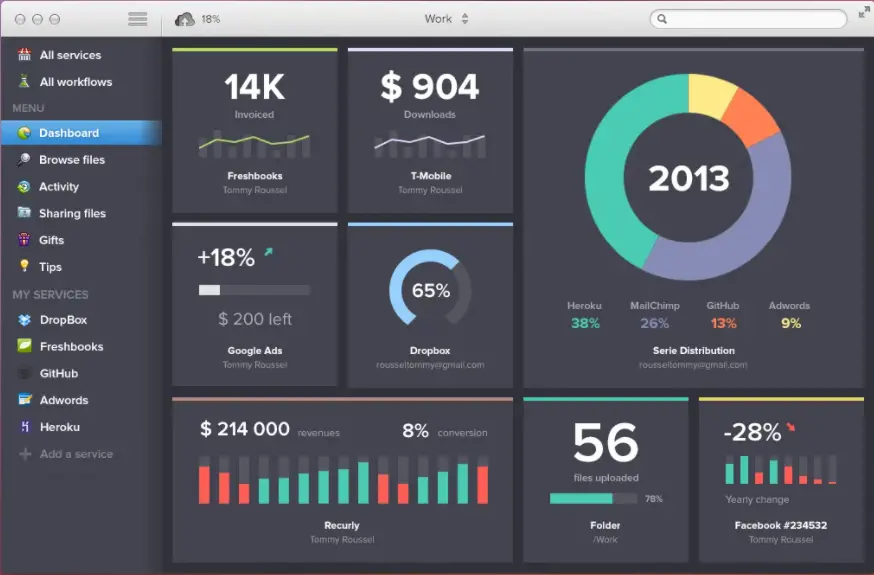 18%
Work
All services
All workflows
MENU
Dashboard
Browse files
Activity
Sharing files
Gifts
Tips
MY SERVICES
DropBox
Freshbooks
GitHub
Adwords
Heroku
Add a service
14K
Invoiced
Freshbooks
Tommy Roussel
$ 904
Downloads
T-Mobile
Tommy Roussel
2013
Heroku MailChimp GitHub Adwords
38% 26% 13% 9%
Serie Distribution
rousseltommy@gmail.com
+18%
$ 200 left
Google Ads
Tommy Roussel
65%
Dropbox
rousseltommy@gmail.com
$ 214 000 revenues 8% conversion
Recurly
Tommy Roussel
56
files uploaded
78%
Folder
/Work
-28%
Yearly change
Facebook #234532
Tommy Roussel